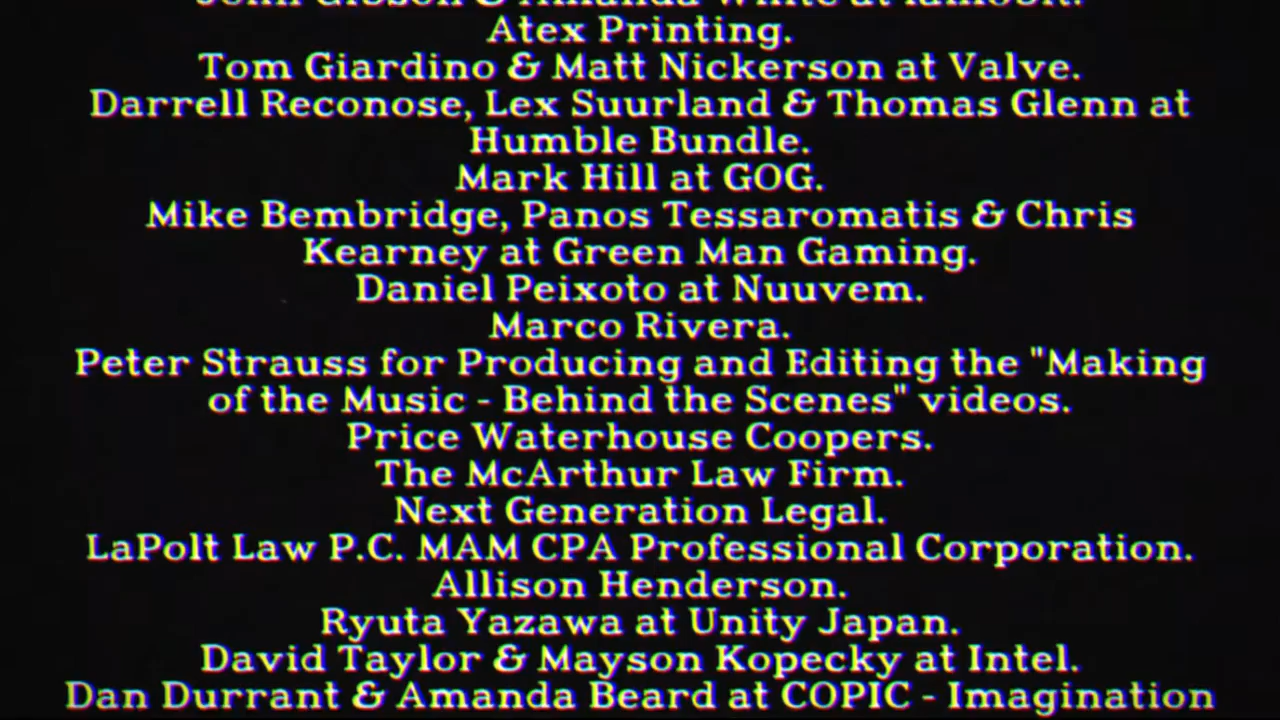 Atex Printing.
Tom Giardino & Matt Nickerson at Valve.
Darrell Reconose, Lex Suurland & Thomas Glenn at
Humble Bundle.
Mark Hill at GOG.
Mike Bembridge, Panos Tessaromatis & Chris
Kearney at Green Man Gaming.
Daniel Peixoto at Nuuvem.
Marco Rivera.
Peter Strauss for Producing and Editing the "Making
of the Music - Behind the Scenes" videos.
Price Waterhouse Coopers.
The McArthur Law Firm.
Next Generation Legal.
LaPolt Law P.C. MAM CPA Professional Corporation.
Allison Henderson.
Ryuta Yazawa at Unity Japan.
David Taylor & Mayson Kopecky at Intel.
Dan Durrant & Amanda Beard at COPIC - Imagination